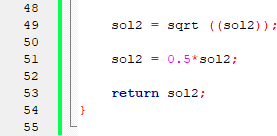 48
49 sol2 = sqrt ((sol2));
50
51 sol2 = 0.5*sol2;
52
53 return sol2;
54 }
55